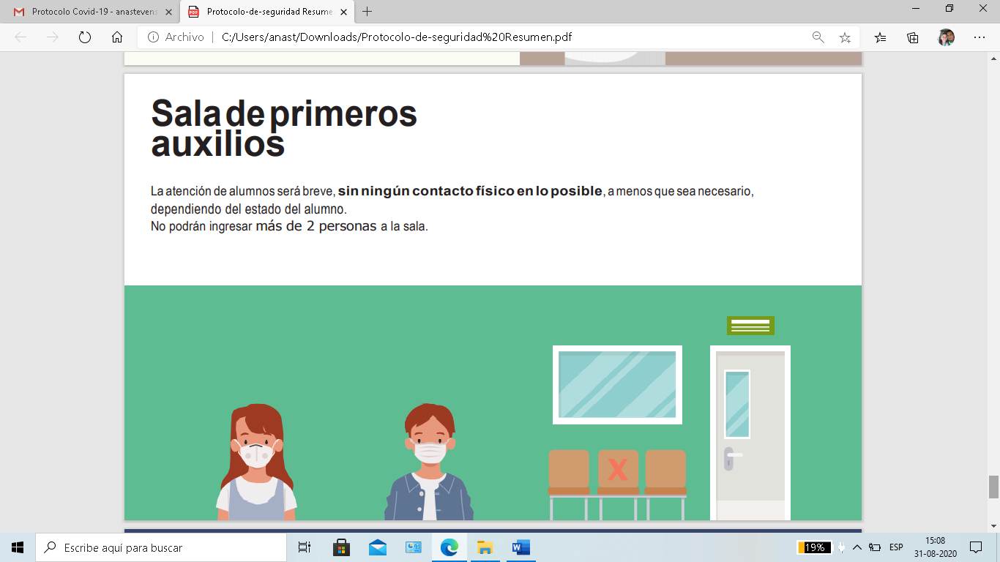 Protocolo Covid-19 - anastevens
Protocolo-de-seguridad Resume
Archivo | C:/Users/anast/Downloads/Protocolo-de-seguridad%20Resumen.pdf
Sala de primeros
auxilios
La atención de alumnos será breve, sin ningún contacto físico en lo posible, a menos que sea necesario,
dependiendo del estado del alumno.
No podrán ingresar más de 2 personas a la sala.
X
Escribe aquí para buscar
19%
ESP
15:08
31-08-2020